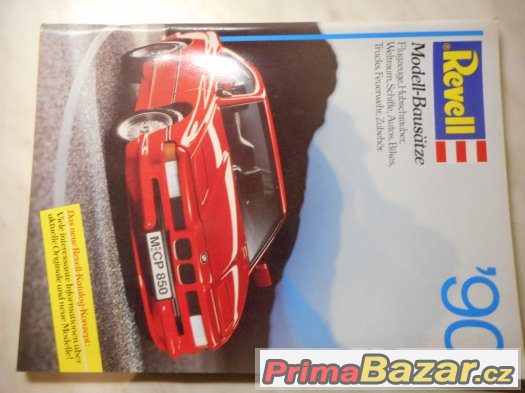 Revell
Modell-Bausätze
Flugzeuge, Hubschrauber,
Weltraum, Schiffe, Autos, Bikes,
Trucks, Feuerwehr, Zubehör.
'90
M-CP 850
Das neue Revell-Katalog-Konzept:
Viele interessante Informationen über
aktuelle Originale und neue Modelle!
PrimaBazar.cz